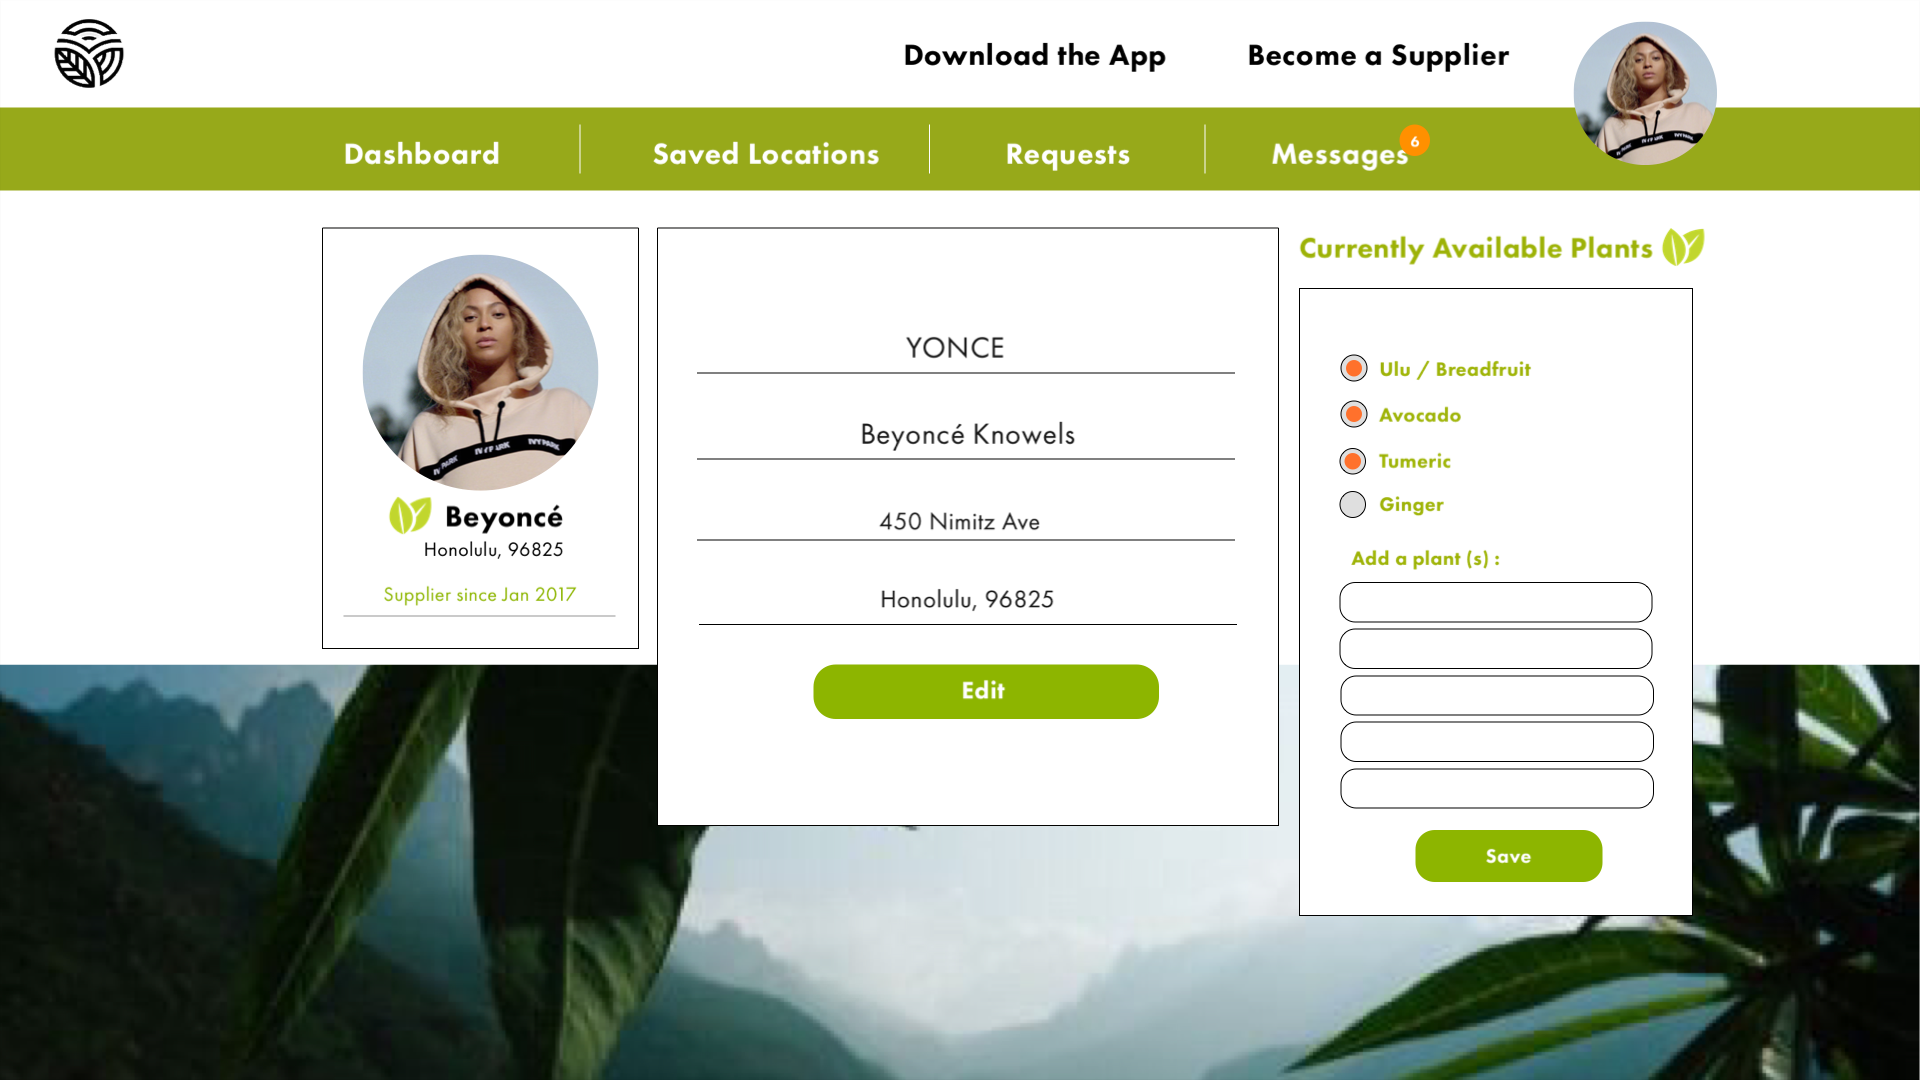 Download the App
Become a Supplier
Dashboard
Saved Locations
Requests
Messages
6
Beyoncé
Honolulu, 96825
Supplier since Jan 2017
YONCE
Beyoncé Knowels
450 Nimitz Ave
Honolulu, 96825
Edit
Currently Available Plants
Ulu / Breadfruit
Avocado
Tumeric
Ginger
Add a plant (s) :
Save
IVY PARK